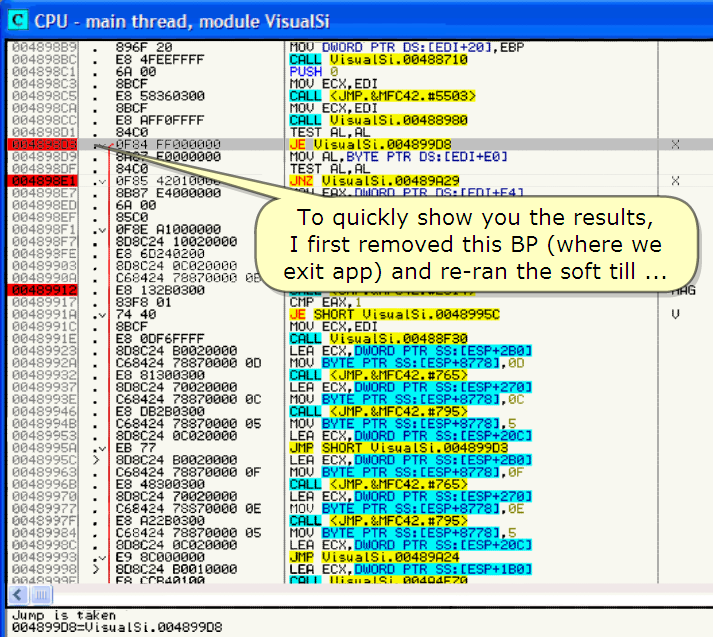 C CPU - main thread, module VisualSi
004898B9 . 896F 20 MOV DWORD PTR DS:[EDI+20],EBP
004898BC . E8 4FEEFFFF CALL VisualSi.00488710
004898C1 . 6A 00 PUSH 0
004898C3 . 8BCF MOV ECX,EDI
004898C5 . E8 58360300 CALL <JMP.&MFC42.#5503>
004898CA . 8BCF MOV ECX,EDI
004898CC . E8 AFF0FFFF CALL VisualSi.00488980
004898D1 . 84C0 TEST AL,AL
004898D3 0F84 FF000000 JE VisualSi.004899D8 X
004898D9 . 8A87 E0000000 MOV AL,BYTE PTR DS:[EDI+E0]
004898DF . 84C0 TEST AL,AL
004898E1 . 0F85 42010000 JNZ VisualSi.00489A29 X
004898E7 . 8B87 E4000000 MOV EAX,DWORD PTR DS:[EDI+E4]
004898ED . 6A 00
004898EF . 85C0
004898F1 . 0F8E A1000000
004898F7 . 8D8C24 10020000
004898FE . 68 6D240200
00489903 . 8D8C24 0C020000
0048990A . C68424 78870000
00489912 . E8 132B0300 CALL MAG
00489917 . 83F8 01 CMP EAX,1
0048991A . 74 40 JE SHORT VisualSi.0048995C V
0048991C . 8BCF MOV ECX,EDI
0048991E . E8 0DF6FFFF CALL VisualSi.00488F30
00489923 . 8D8C24 B0020000 LEA ECX,DWORD PTR SS:[ESP+2B0]
0048992A . C68424 78870000 0D MOV BYTE PTR SS:[ESP+8778],0D
00489932 . E8 81300300 CALL <JMP.&MFC42.#765>
00489937 . 8D8C24 70020000 LEA ECX,DWORD PTR SS:[ESP+270]
0048993E . C68424 78870000 0C MOV BYTE PTR SS:[ESP+8778],0C
00489946 . E8 DB2B0300 CALL <JMP.&MFC42.#795>
0048994B . C68424 78870000 05 MOV BYTE PTR SS:[ESP+8778],5
00489953 . 8D8C24 0C020000 LEA ECX,DWORD PTR SS:[ESP+20C]
0048995A . EB 77 JMP SHORT VisualSi.004899D3
0048995C > 8D8C24 B0020000 LEA ECX,DWORD PTR SS:[ESP+2B0]
00489963 . C68424 78870000 0F MOV BYTE PTR SS:[ESP+8778],0F
0048996B . E8 48300300 CALL <JMP.&MFC42.#765>
00489970 . 8D8C24 70020000 LEA ECX,DWORD PTR SS:[ESP+270]
00489977 . C68424 78870000 0E MOV BYTE PTR SS:[ESP+8778],0E
0048997F . E8 A22B0300 CALL <JMP.&MFC42.#795>
00489984 . C68424 78870000 05 MOV BYTE PTR SS:[ESP+8778],5
0048998C . 8D8C24 0C020000 LEA ECX,DWORD PTR SS:[ESP+20C]
00489993 . E9 8C000000 JMP VisualSi.00489A24
00489998 > 8D8C24 B0010000 LEA ECX,DWORD PTR SS:[ESP+1B0]
0048999F . E8 CCB40100 CALL VisualSi.004A4E70
To quickly show you the results,
I first removed this BP (where we
exit app) and re-ran the soft till ...
Jump is taken
004899D8=VisualSi.004899D8